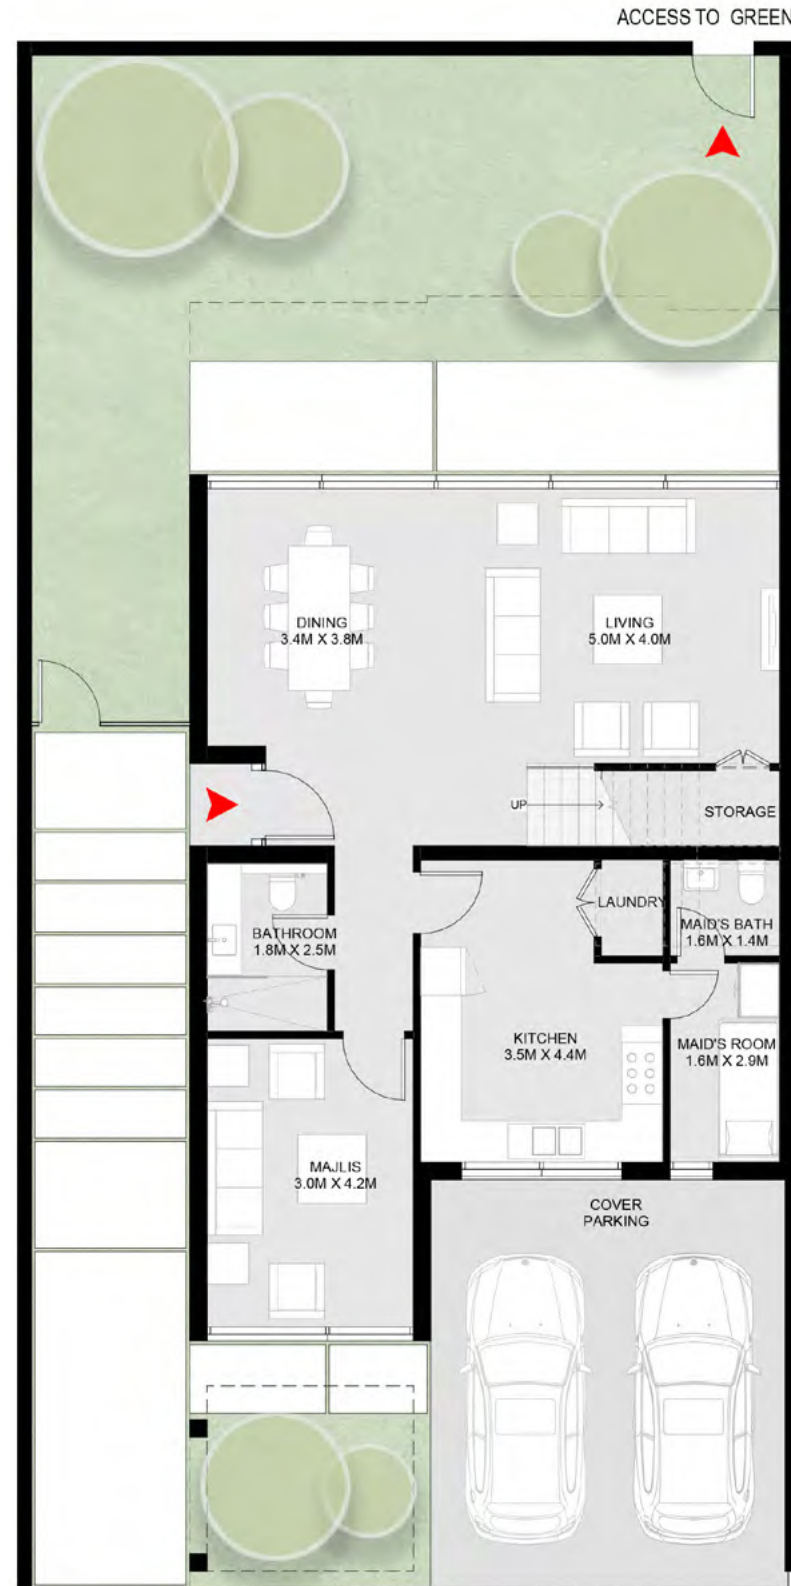 ACCESS TO GREEN
DINING
3.4M X 3.8M
LIVING
5.0M X 4.0M
UP
STORAGE
LAUNDRY
BATHROOM
1.8M X 2.5M
MAID'S BATH
1.6M X 1.4M
KITCHEN
3.5M X 4.4M
MAID'S ROOM
1.6M X 2.9M
MAJLIS
3.0M X 4.2M
COVER
PARKING